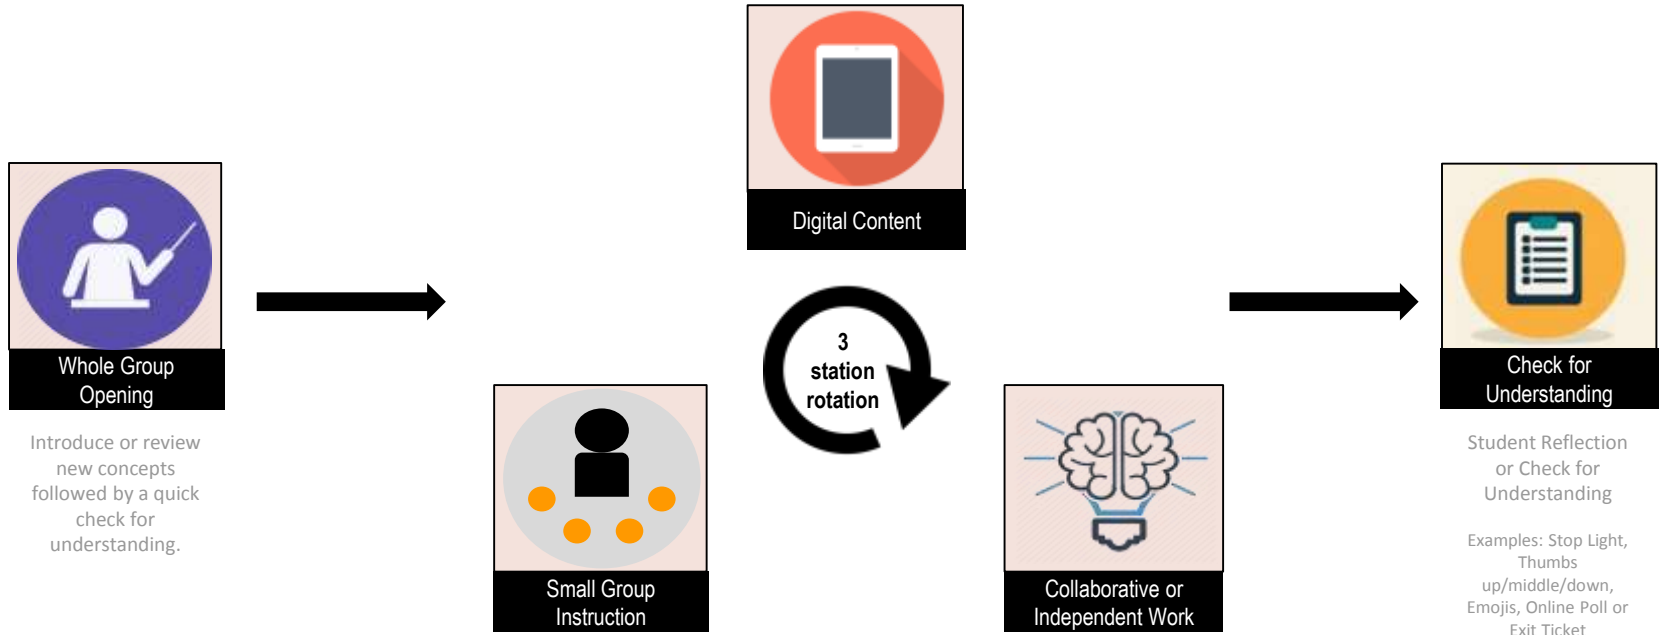 Digital Content
Whole Group
Opening
Introduce or review
new concepts
followed by a quick
check for
understanding.
3
station
rotation
Small Group
Instruction
Collaborative or
Independent Work
Check for
Understanding
Student Reflection
or Check for
Understanding
Examples: Stop Light,
Thumbs
up/middle/down,
Emojis, Online Poll or
Exit Ticket